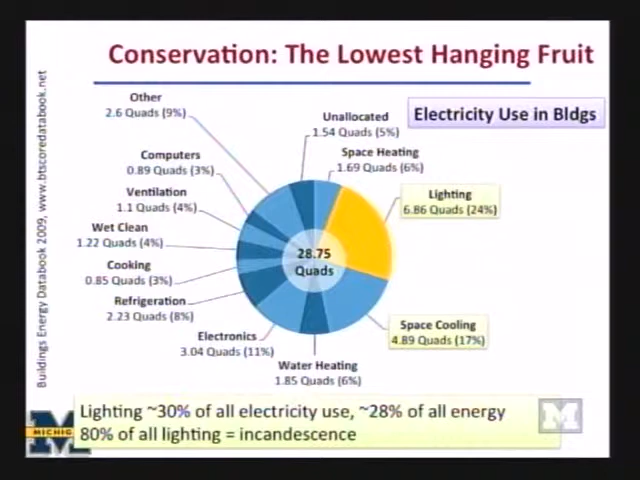 Conservation: The Lowest Hanging Fruit
Electricity Use in Bldgs
Other
2.6 Quads (9%)
Unallocated
1.54 Quads (5%)
Space Heating
1.69 Quads (6%)
Computers
0.89 Quads (3%)
Lighting
6.86 Quads (24%)
Ventilation
1.1 Quads (4%)
Wet Clean
1.22 Quads (4%)
28.75
Quads
Cooking
0.85 Quads (3%)
Refrigeration
2.23 Quads (8%)
Space Cooling
4.89 Quads (17%)
Electronics
3.04 Quads (11%)
Water Heating
1.85 Quads (6%)
Buildings Energy Databook 2009, www.btscoredatabook.net
Lighting ~30% of all electricity use, ~28% of all energy
80% of all lighting = incandescence
MICHIG
M